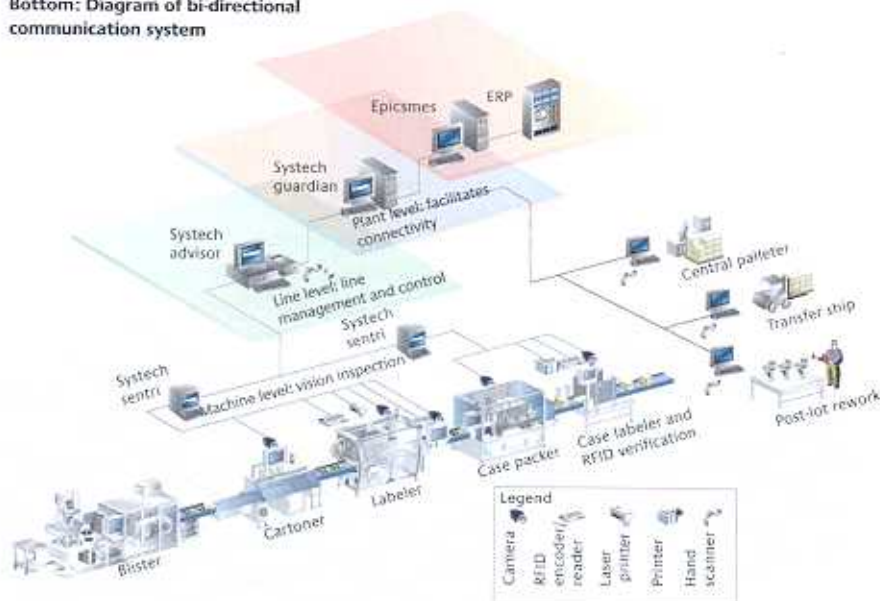 Bottom: Diagram of bi-directional
communication system
Epicsmes
ERP
Systech
guardian
Plant level: facilitates
connectivity
Systech
advisor
Line level: line
management and control
Central palleter
Transfer ship
Post-lot rework
Systech
sentri
Systech
sentri
Machine level: vision inspection
Case labeler and
RFID verification
Case packer
Labeler
Cartoner
Blister
Legend
Camera
RFID
encoder/
reader
Laser
printer
Printer
Hand
scanner